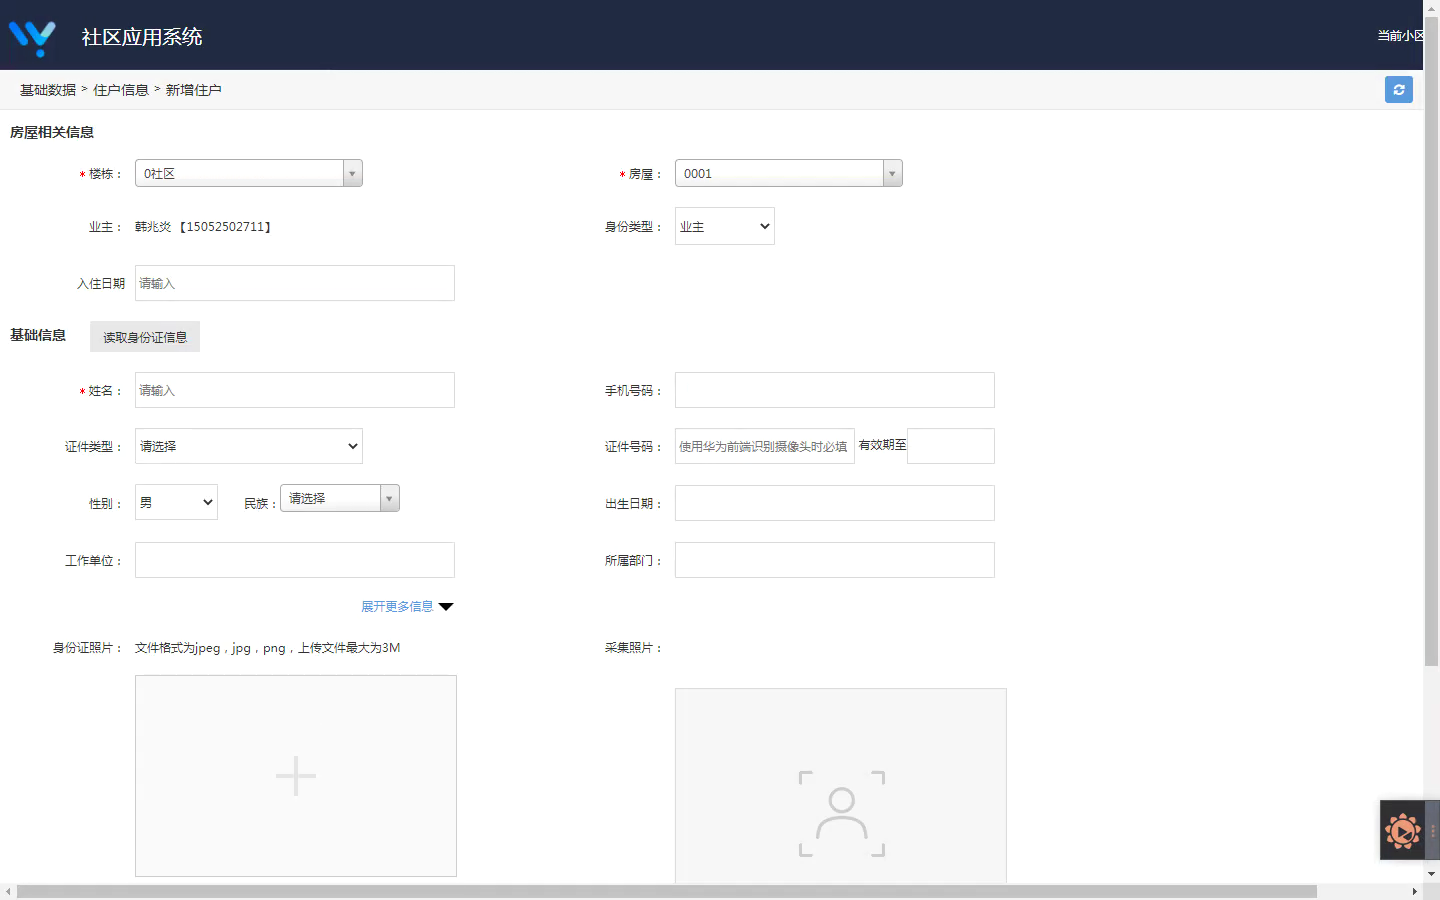 社区应用系统
当前小区
基础数据 > 住户信息 > 新增住户
房屋相关信息
* 楼栋： 0社区
* 房屋： 0001
业主： 韩兆炎 【15052502711】
身份类型： 业主
入住日期 请输入
基础信息 读取身份证信息
* 姓名： 请输入
手机号码：
证件类型： 请选择
证件号码： 使用华为前端识别摄像头时必填 有效期至
性别： 男 民族： 请选择
出生日期：
工作单位：
所属部门：
展开更多信息
身份证照片： 文件格式为jpeg，jpg，png，上传文件最大为3M
采集照片：